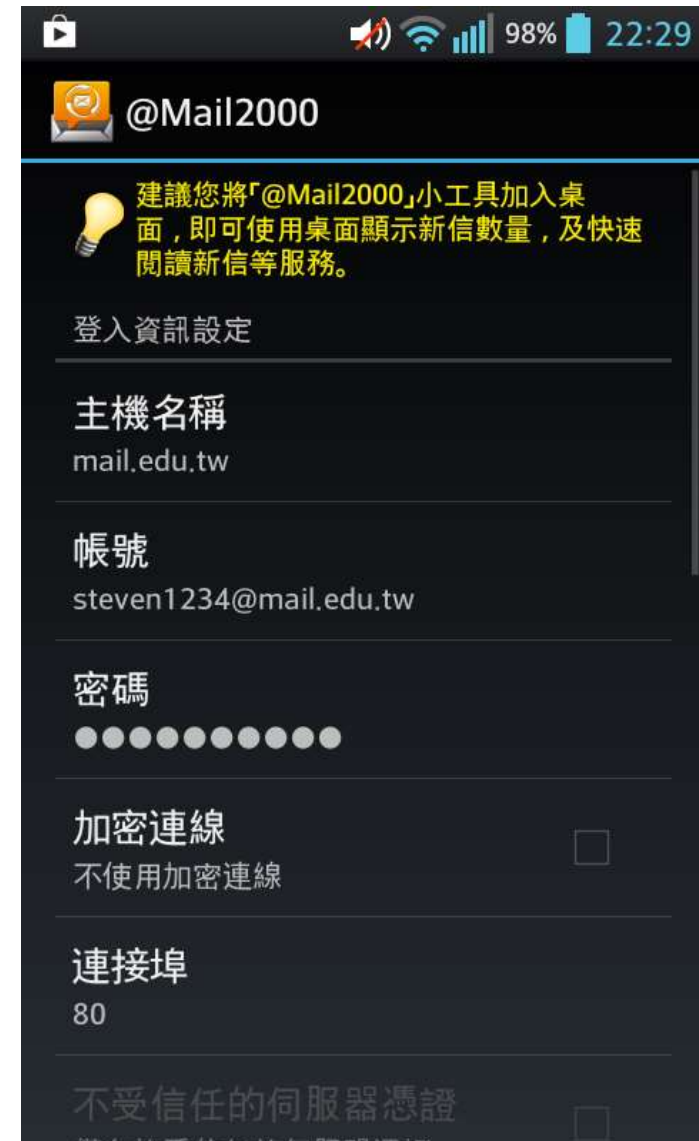 98% 22:29
@Mail2000
建議您將「@Mail2000」小工具加入桌
面，即可使用桌面顯示新信數量，及快速
閱讀新信等服務。
登入資訊設定
主機名稱
mail.edu.tw
帳號
steven1234@mail.edu.tw
密碼
●●●●●●●●●●
加密連線
不使用加密連線
連接埠
80
不受信任的伺服器憑證